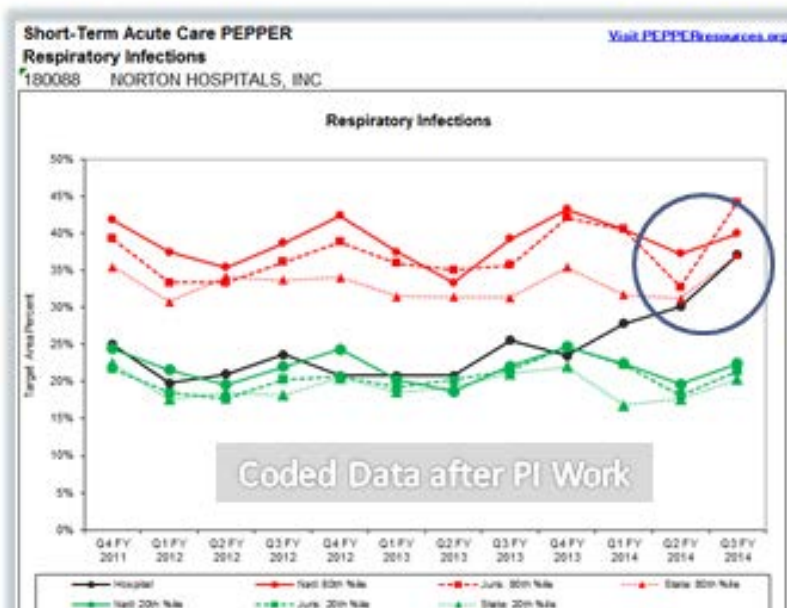 Short-Term Acute Care PEPPER
Visit PEPPERresources.org
Respiratory Infections
180088 NORTON HOSPITALS, INC
Respiratory Infections
50%
45%
40%
35%
30%
25%
20%
15%
10%
5%
0%
Target Area Percent
Coded Data after PI Work
Q4 FY 2011
Q1 FY 2012
Q2 FY 2012
Q3 FY 2012
Q4 FY 2012
Q1 FY 2013
Q2 FY 2013
Q3 FY 2013
Q4 FY 2013
Q1 FY 2014
Q2 FY 2014
Q3 FY 2014
Hospital
Natl 80th %ile
Juris. 80th %ile
State 80th %ile
Natl 20th %ile
Juris. 20th %ile
State 20th %ile